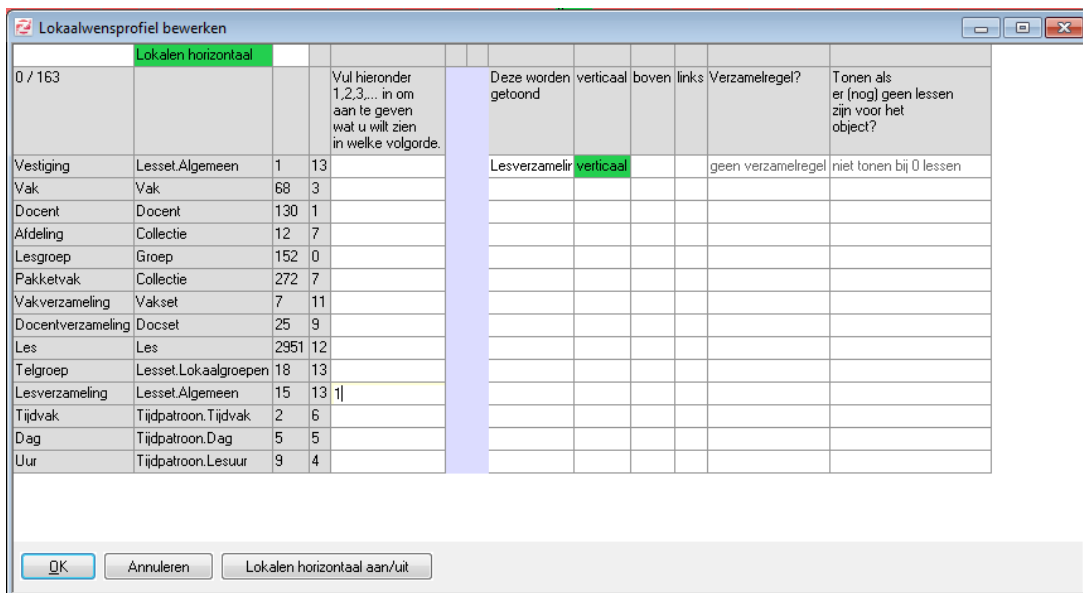 Lokaalwensprofiel bewerken
Lokalen horizontaal
0 / 163 Vul hieronder Deze worden verticaal boven links Verzamelregel? Tonen als
1,2,3,... in om getoond er (nog) geen lessen
aan te geven zijn voor het
wat u wilt zien object?
in welke volgorde.
Vestiging Lesset.Algemeen 1 13 Lesverzamelin verticaal geen verzamelregel niet tonen bij 0 lessen
Vak Vak 68 3
Docent Docent 130 1
Afdeling Collectie 12 7
Lesgroep Groep 152 0
Pakketvak Collectie 272 7
Vakverzameling Vakset 7 11
Docentverzameling Docset 25 9
Les Les 2951 12
Telgroep Lesset.Lokaalgroepen 18 13
Lesverzameling Lesset.Algemeen 15 13 1
Tijdvak Tijdpatroon.Tijdvak 2 6
Dag Tijdpatroon.Dag 5 5
Uur Tijdpatroon.Lesuur 9 4
OK Annuleren Lokalen horizontaal aan/uit